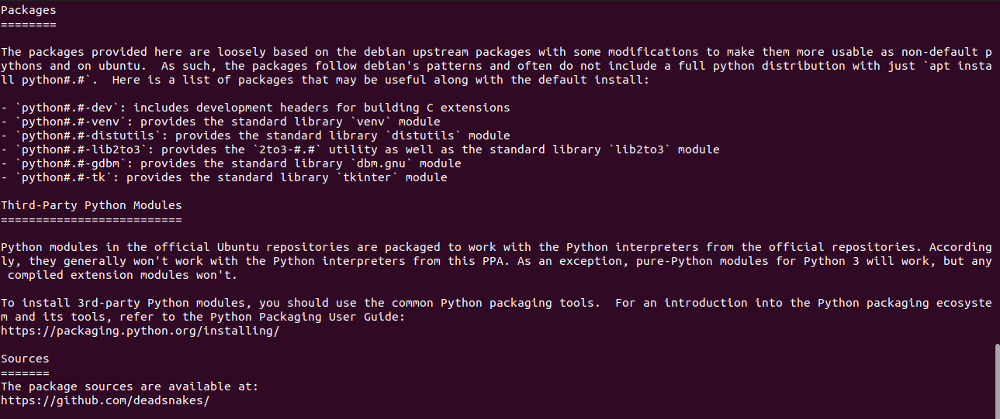 Packages
========
The packages provided here are loosely based on the debian upstream packages with some modifications to make them more usable as non-default p
ythons and on ubuntu.  As such, the packages follow debian's patterns and often do not include a full python distribution with just `apt insta
ll python#.#`.  Here is a list of packages that may be useful along with the default install:
- `python#.#-dev`: includes development headers for building C extensions
- `python#.#-venv`: provides the standard library `venv` module
- `python#.#-distutils`: provides the standard library `distutils` module
- `python#.#-lib2to3`: provides the `2to3-#.#` utility as well as the standard library `lib2to3` module
- `python#.#-gdbm`: provides the standard library `dbm.gnu` module
- `python#.#-tk`: provides the standard library `tkinter` module
Third-Party Python Modules
==========================
Python modules in the official Ubuntu repositories are packaged to work with the Python interpreters from the official repositories. According
ly, they generally won't work with the Python interpreters from this PPA. As an exception, pure-Python modules for Python 3 will work, but any
 compiled extension modules won't.
To install 3rd-party Python modules, you should use the common Python packaging tools.  For an introduction into the Python packaging ecosyste
m and its tools, refer to the Python Packaging User Guide:
https://packaging.python.org/installing/
Sources
=======
The package sources are available at:
https://github.com/deadsnakes/